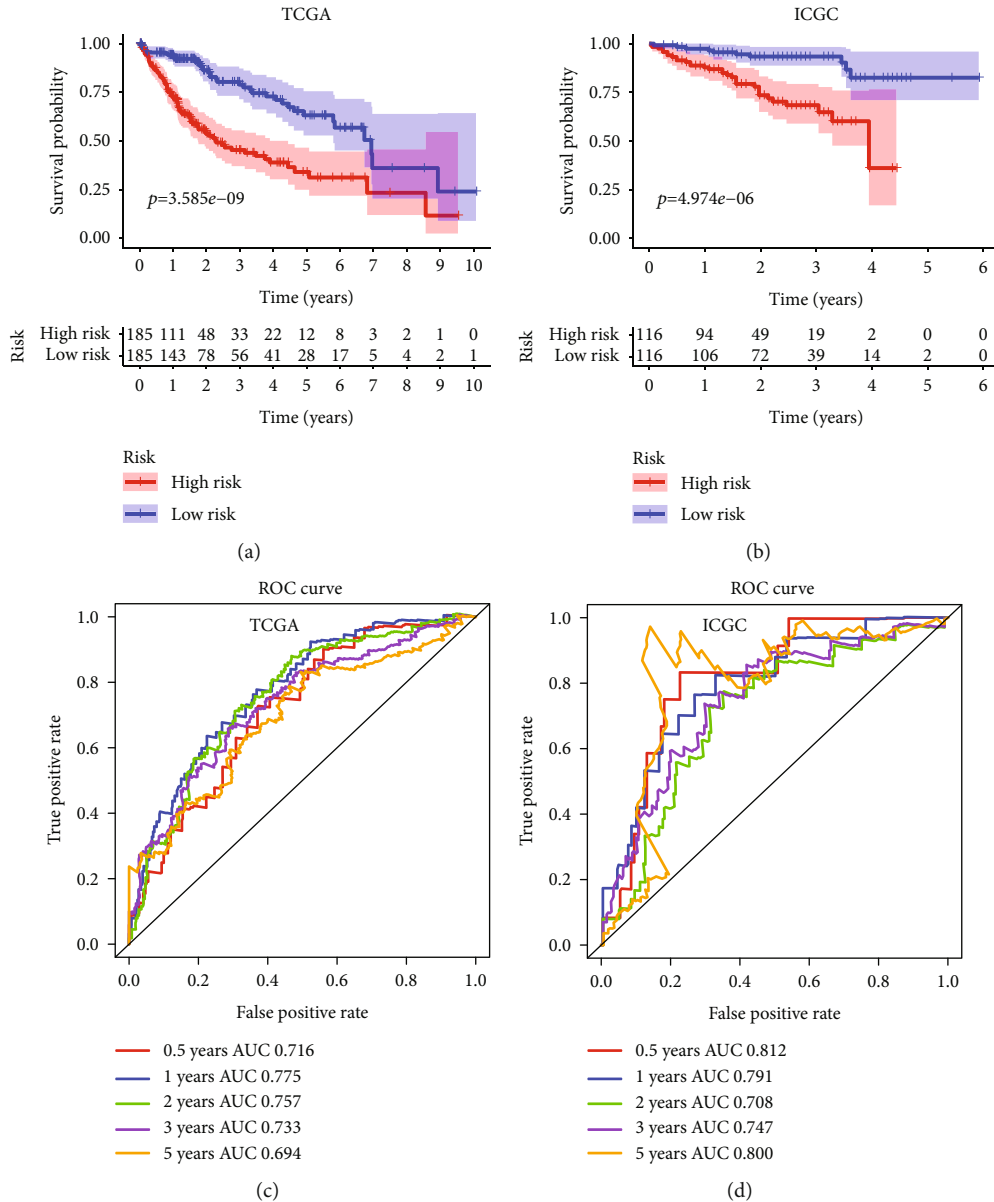 TCGA
1.00
0.75
0.50
0.25
0.00
Survival probability
p=3.585e−09
0 1 2 3 4 5 6 7 8 9 10
Time (years)
Risk
High risk 185 111 48 33 22 12 8 3 2 1 0
Low risk 185 143 78 56 41 28 17 5 4 2 1
0 1 2 3 4 5 6 7 8 9 10
Time (years)
Risk
High risk
Low risk
(a)
ICGC
1.00
0.75
0.50
0.25
0.00
Survival probability
p=4.974e−06
0 1 2 3 4 5 6
Time (years)
Risk
High risk 116 94 49 19 2 0 0
Low risk 116 106 72 39 14 2 0
0 1 2 3 4 5 6
Time (years)
Risk
High risk
Low risk
(b)
ROC curve
TCGA
1.0
0.8
0.6
0.4
0.2
0.0
True positive rate
0.0 0.2 0.4 0.6 0.8 1.0
False positive rate
0.5 years AUC 0.716
1 years AUC 0.775
2 years AUC 0.757
3 years AUC 0.733
5 years AUC 0.694
(c)
ROC curve
ICGC
1.0
0.8
0.6
0.4
0.2
0.0
True positive rate
0.0 0.2 0.4 0.6 0.8 1.0
False positive rate
0.5 years AUC 0.812
1 years AUC 0.791
2 years AUC 0.708
3 years AUC 0.747
5 years AUC 0.800
(d)